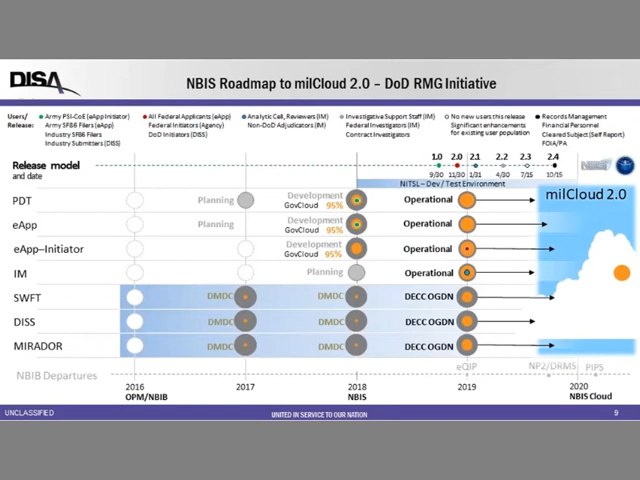 DISA
NBIS Roadmap to milCloud 2.0 – DoD RMG Initiative
Users/
Release:
Army PSI-CoE (eApp Initiator)
Army SF86 Filers (eApp)
Industry SF86 Filers
Industry Submitters (DISS)
All Federal Applicants (eApp)
Federal Initiators (Agency)
DoD Initiators (DISS)
Analytic Cell, Reviewers (IM)
Non-DoD Adjudicators (IM)
Investigative Support Staff (IM)
Federal Investigators (IM)
Contract Investigators
No new users this release
Significant enhancements
for existing user population
Records Management
Financial Personnel
Cleared Subject (Self Report)
FOIA/PA
Release model
and date
1.0 2.0 2.1 2.2 2.3 2.4
9/30 11/30 1/31 4/30 7/15 10/15
NITSL – Dev / Test Environment
milCloud 2.0
PDT Planning Development GovCloud 95% Operational
eApp Planning Development GovCloud 95% Operational
eApp–Initiator Development GovCloud 95% Operational
IM Planning Operational
SWFT DMDC DMDC DECC OGDN
DISS DMDC DMDC DECC OGDN
MIRADOR DMDC DMDC DECC OGDN
NBIB Departures eQIP NP2/DRMS PIPS
2016 2017 2018 2019 2020
OPM/NBIB NBIS NBIS Cloud
UNCLASSIFIED UNITED IN SERVICE TO OUR NATION 9